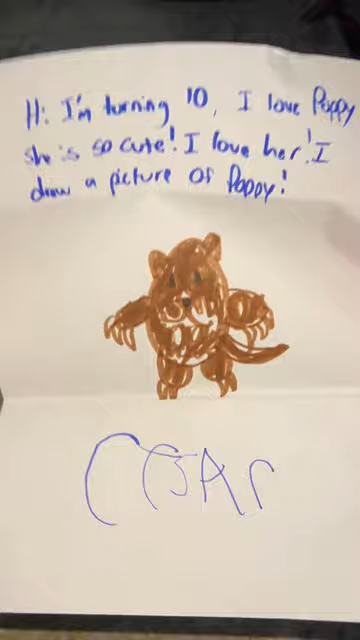 Hi I'm turning 10, I love Poppy
she is so cute! I love her! I
draw a picture of Poppy!